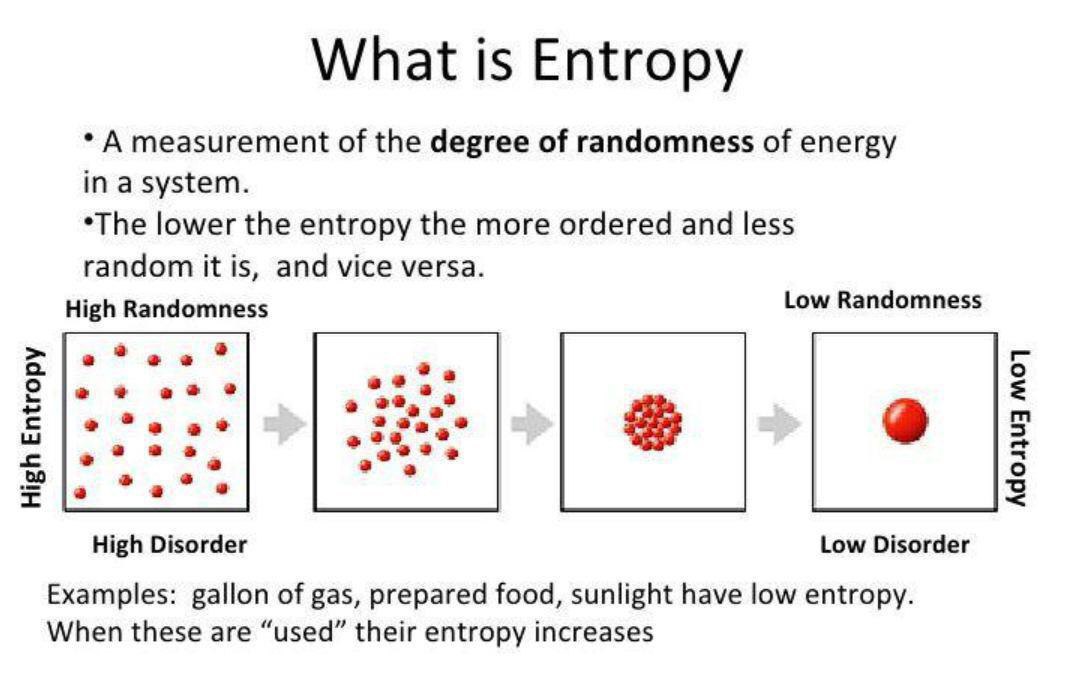 What is Entropy
• A measurement of the degree of randomness of energy
in a system.
•The lower the entropy the more ordered and less
random it is, and vice versa.
High Randomness
Low Randomness
High Entropy
Low Entropy
High Disorder
Low Disorder
Examples: gallon of gas, prepared food, sunlight have low entropy.
When these are “used” their entropy increases